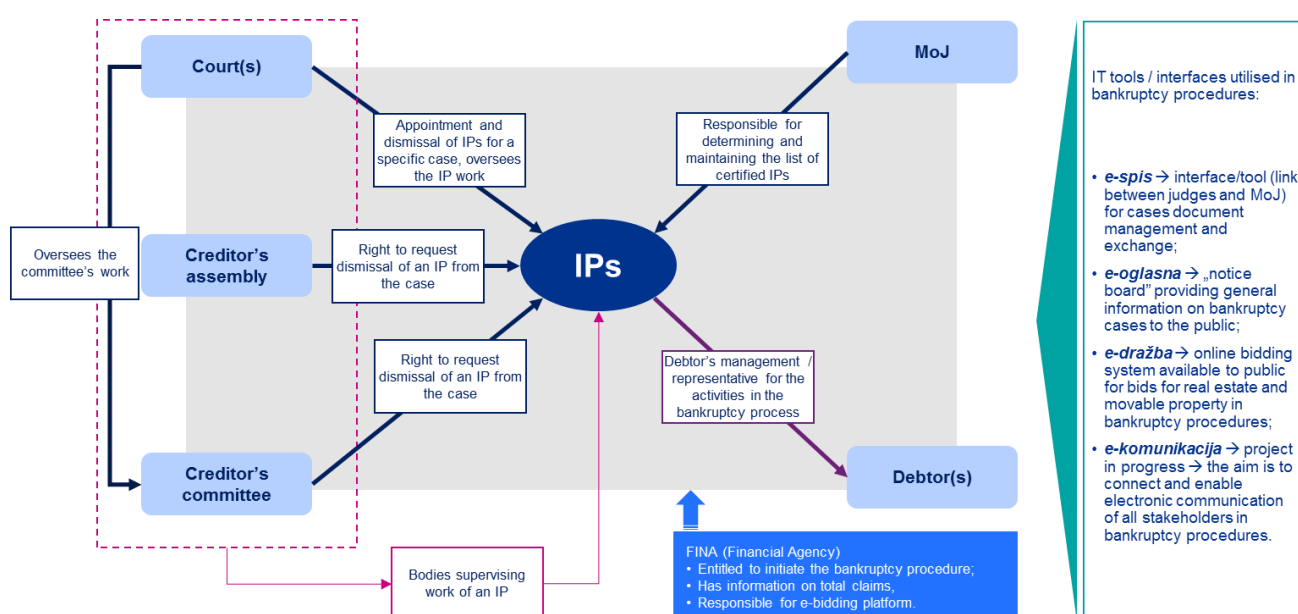 Court(s)
MoJ
Appointment and
dismissal of IPs for a
specific case, oversees
the IP work
Responsible for
determining and
maintaining the list of
certified IPs
Oversees the
committee's work
Creditor's
assembly
Right to request
dismissal of an IP from
the case
IPs
Right to request
dismissal of an IP from
the case
Debtor's management /
representative for the
activities in the
bankruptcy process
Creditor's
committee
Debtor(s)
Bodies supervising
work of an IP
FINA (Financial Agency)
• Entitled to initiate the bankruptcy procedure;
• Has information on total claims,
• Responsible for e-bidding platform.
IT tools / interfaces utilised in
bankruptcy procedures:
• e-spis → interface/tool (link
between judges and MoJ)
for cases document
management and
exchange;
• e-oglasna → „notice
board” providing general
information on bankruptcy
cases to the public;
• e-dražba → online bidding
system available to public
for bids for real estate and
movable property in
bankruptcy procedures;
• e-komunikacija → project
in progress → the aim is to
connect and enable
electronic communication
of all stakeholders in
bankruptcy procedures.